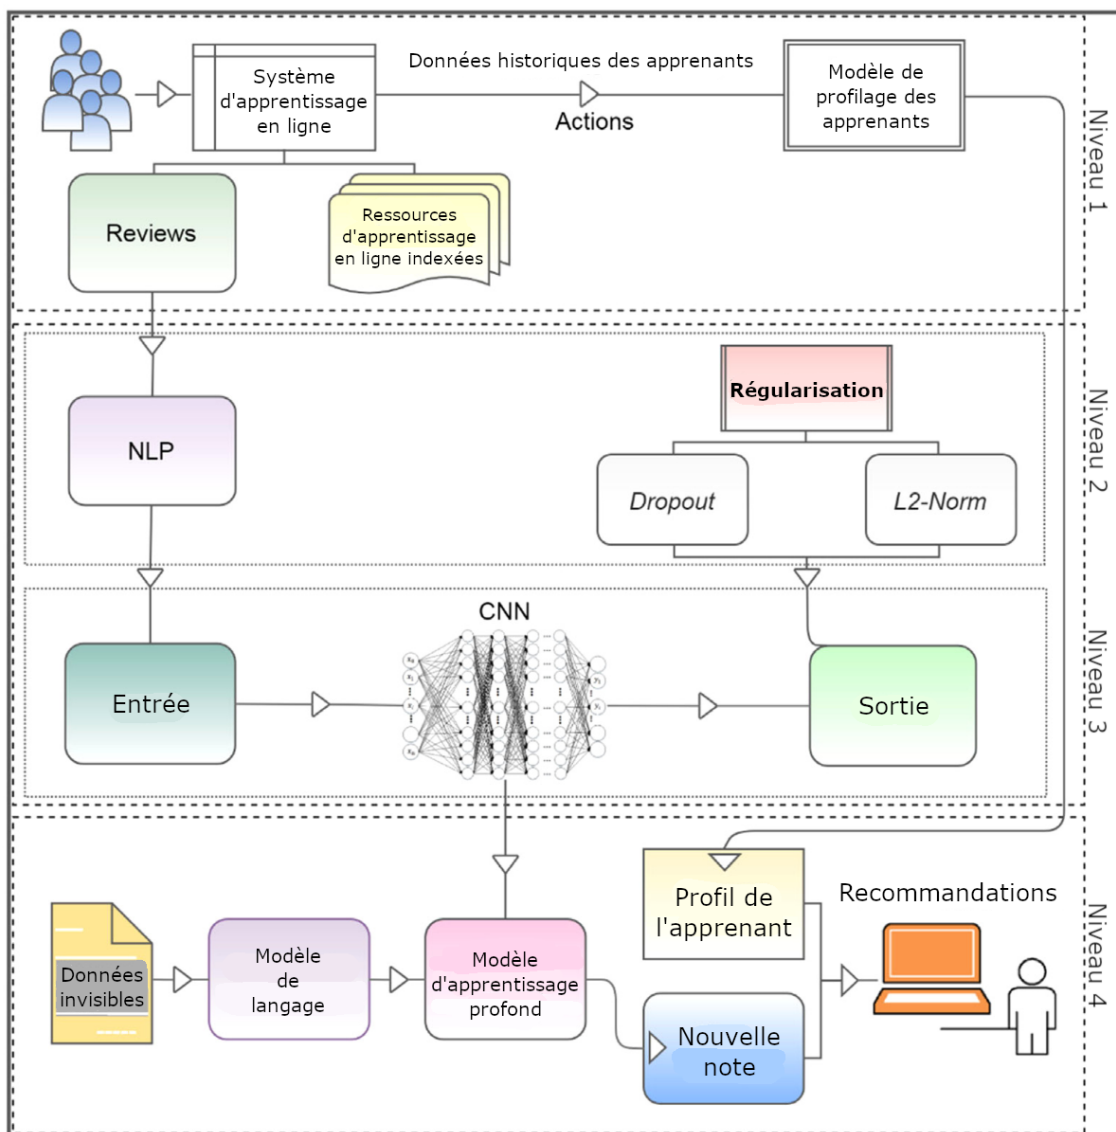 Système
d'apprentissage
en ligne
Données historiques des apprenants
Actions
Modèle de
profilage des
apprenants
Niveau 1
Reviews
Ressources
d'apprentissage
en ligne indexées
NLP
Régularisation
Dropout
L2-Norm
Niveau 2
CNN
Entrée
Sortie
Niveau 3
Données
invisibles
Modèle
de
langage
Modèle
d'apprentissage
profond
Profil de
l'apprenant
Nouvelle
note
Recommandations
Niveau 4